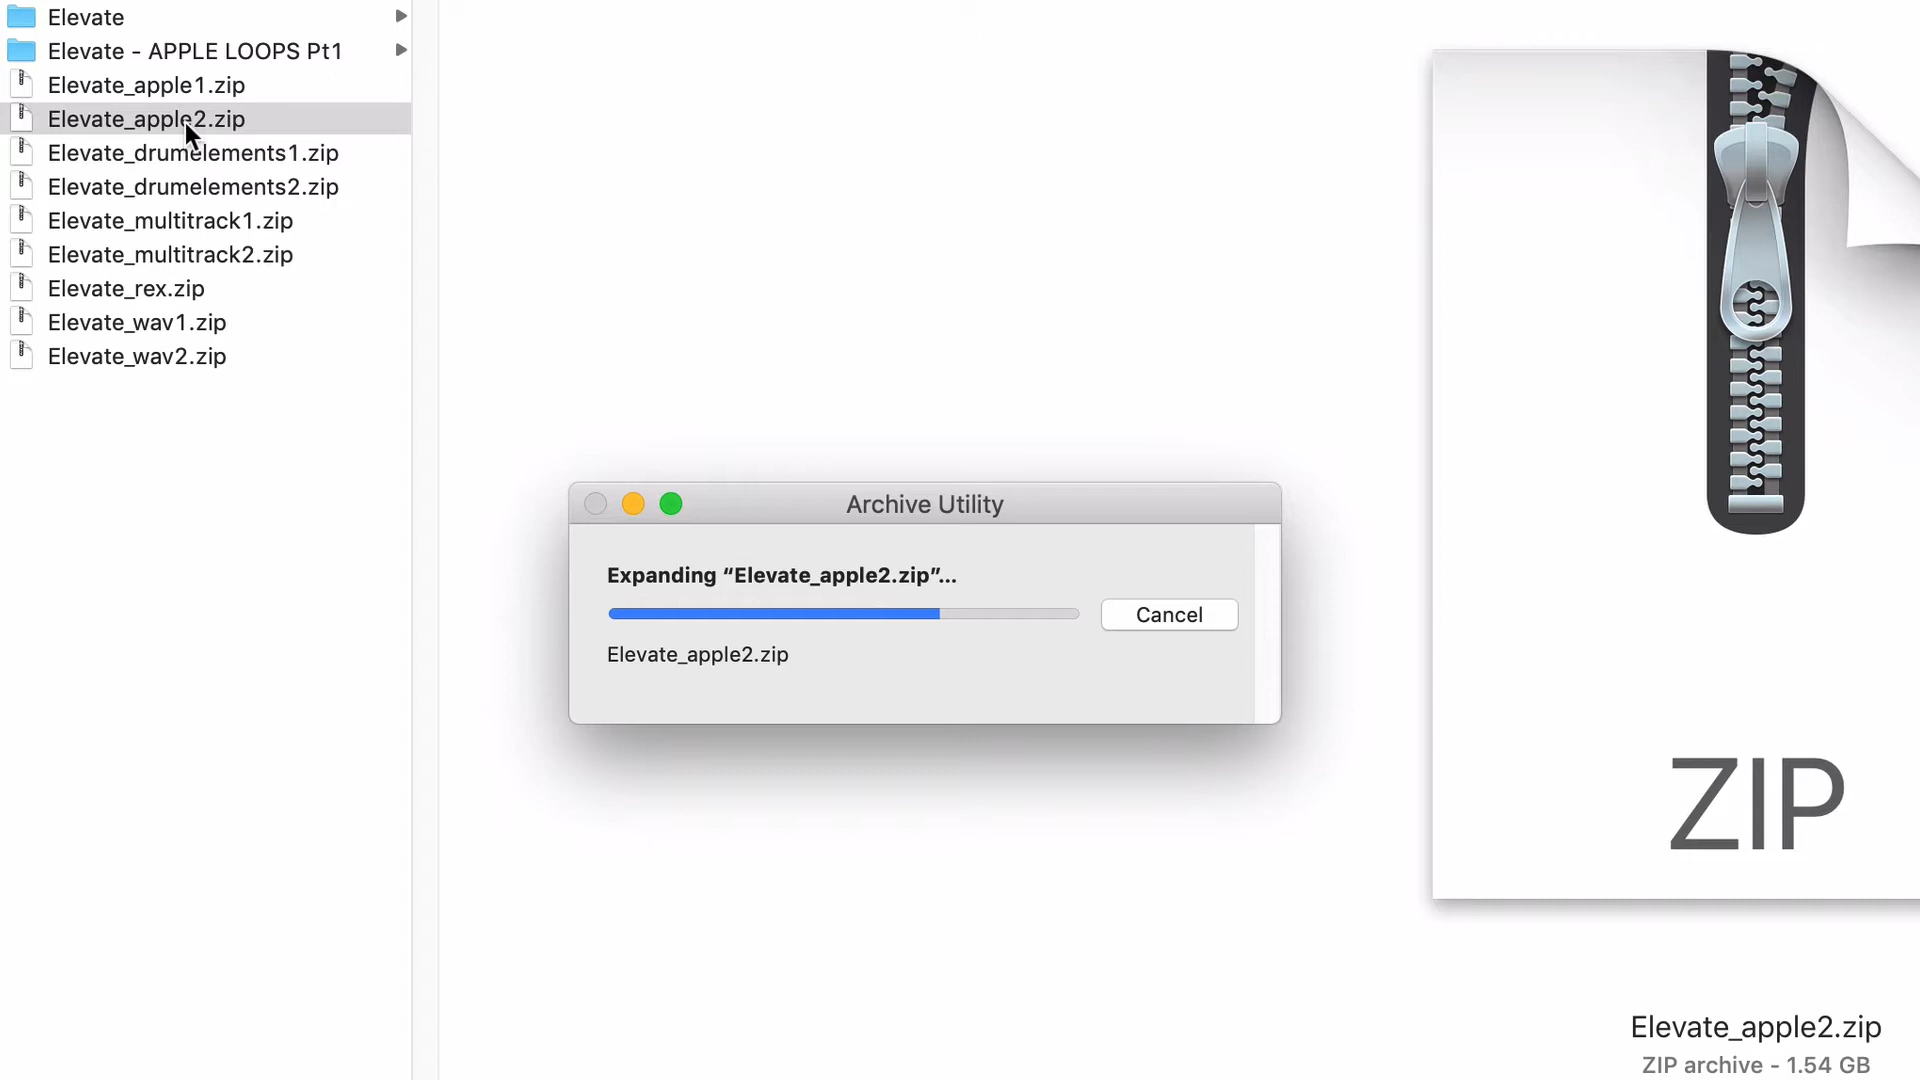 Elevate
Elevate - APPLE LOOPS Pt1
Elevate_apple1.zip
Elevate_apple2.zip
Elevate_drumelements1.zip
Elevate_drumelements2.zip
Elevate_multitrack1.zip
Elevate_multitrack2.zip
Elevate_rex.zip
Elevate_wav1.zip
Elevate_wav2.zip
Archive Utility
Expanding “Elevate_apple2.zip”...
Cancel
Elevate_apple2.zip
ZIP
Elevate_apple2.zip
ZIP archive - 1.54 GB